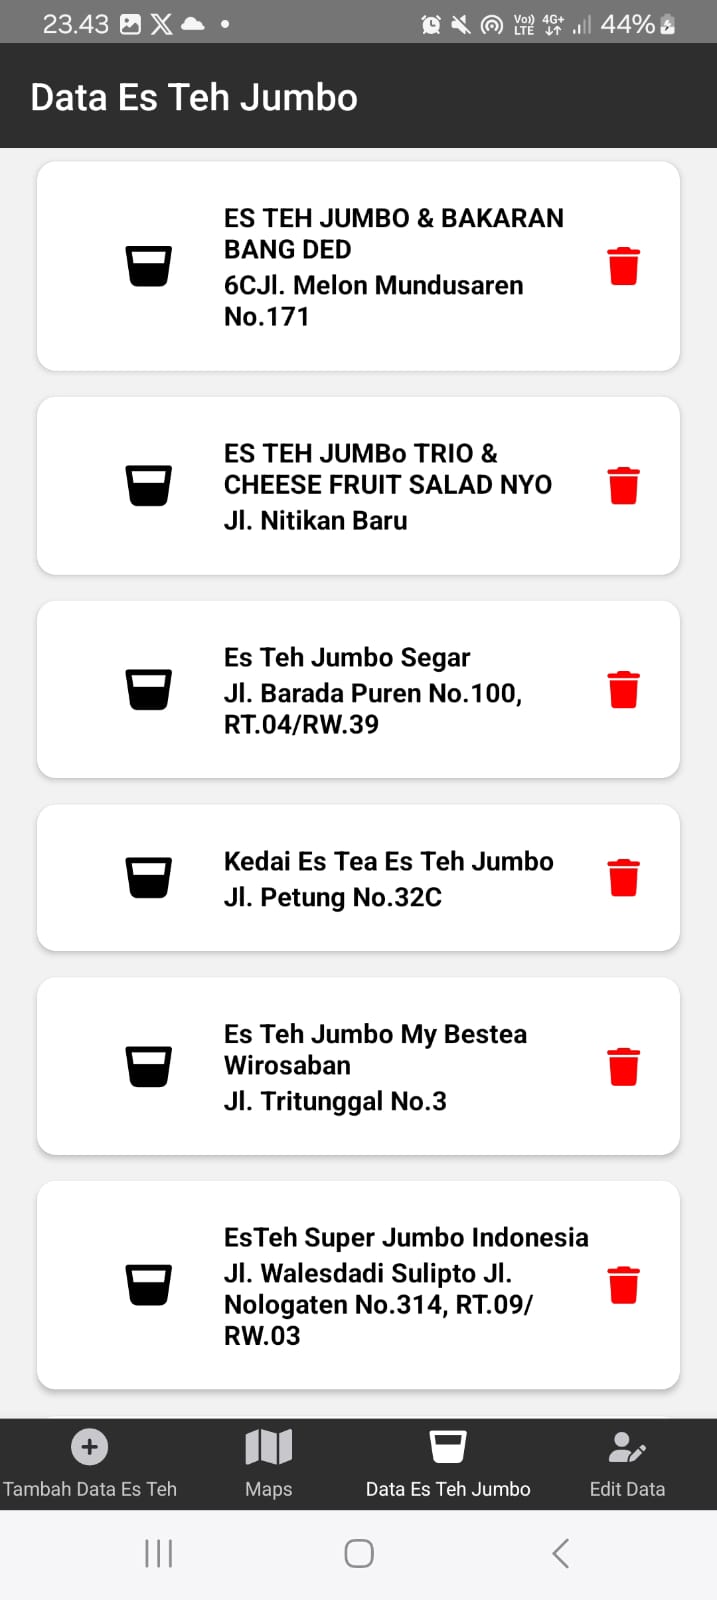 23.43
Vo)) LTE 4G+ 44%
Data Es Teh Jumbo
ES TEH JUMBO & BAKARAN
BANG DED
6CJl. Melon Mundusaren
No.171
ES TEH JUMBo TRIO &
CHEESE FRUIT SALAD NYO
Jl. Nitikan Baru
Es Teh Jumbo Segar
Jl. Barada Puren No.100,
RT.04/RW.39
Kedai Es Tea Es Teh Jumbo
Jl. Petung No.32C
Es Teh Jumbo My Bestea
Wirosaban
Jl. Tritunggal No.3
EsTeh Super Jumbo Indonesia
Jl. Walesdadi Sulipto Jl.
Nologaten No.314, RT.09/
RW.03
Tambah Data Es Teh
Maps
Data Es Teh Jumbo
Edit Data